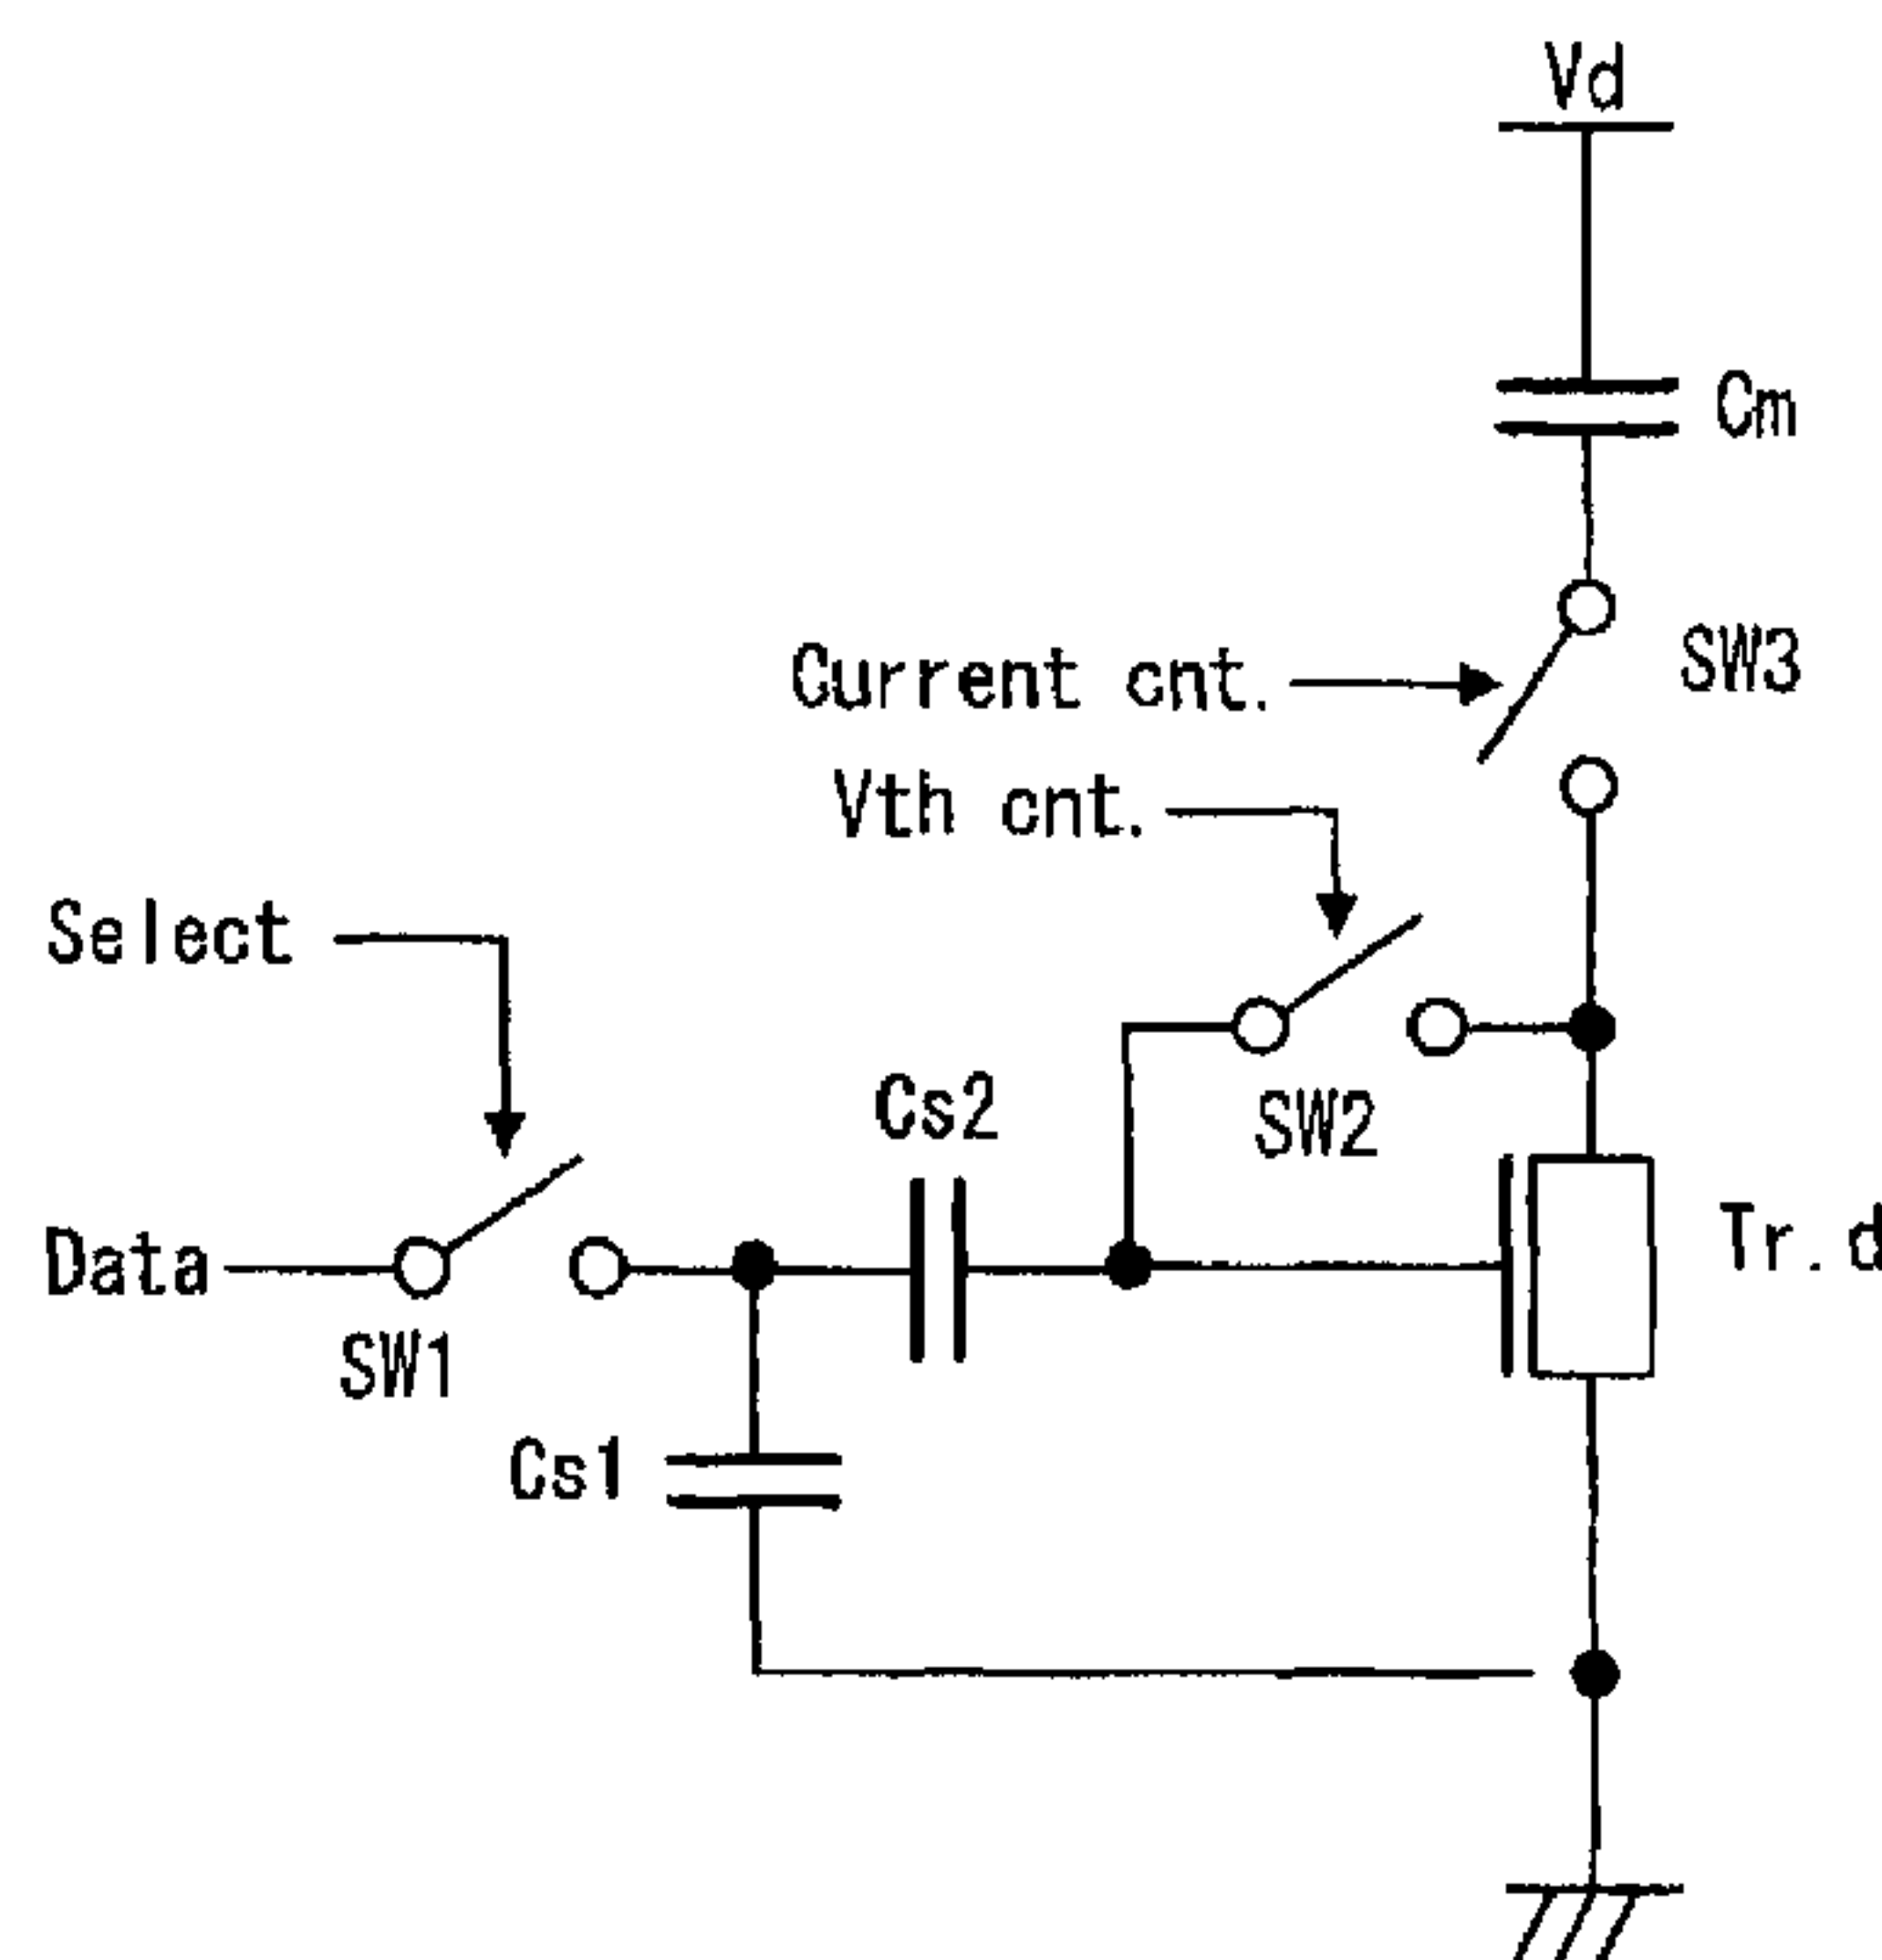 Vd
Cm
Current cnt.
SW3
Vth cnt.
Select
Cs2
SW2
Data
Tr. d
SW1
Cs1